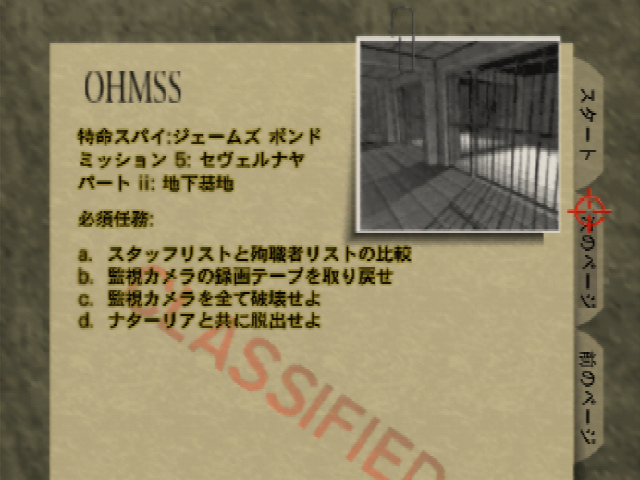 OHMSS
特命スパイ:ジェームズ ボンド
ミッション 5: セヴェルナヤ
パート ii: 地下基地
必須任務:
a. スタッフリストと殉職者リストの比較
b. 監視カメラの録画テープを取り戻せ
c. 監視カメラを全て破壊せよ
d. ナターリアと共に脱出せよ
CLASSIFIED
スタート
次のページ
前のページ